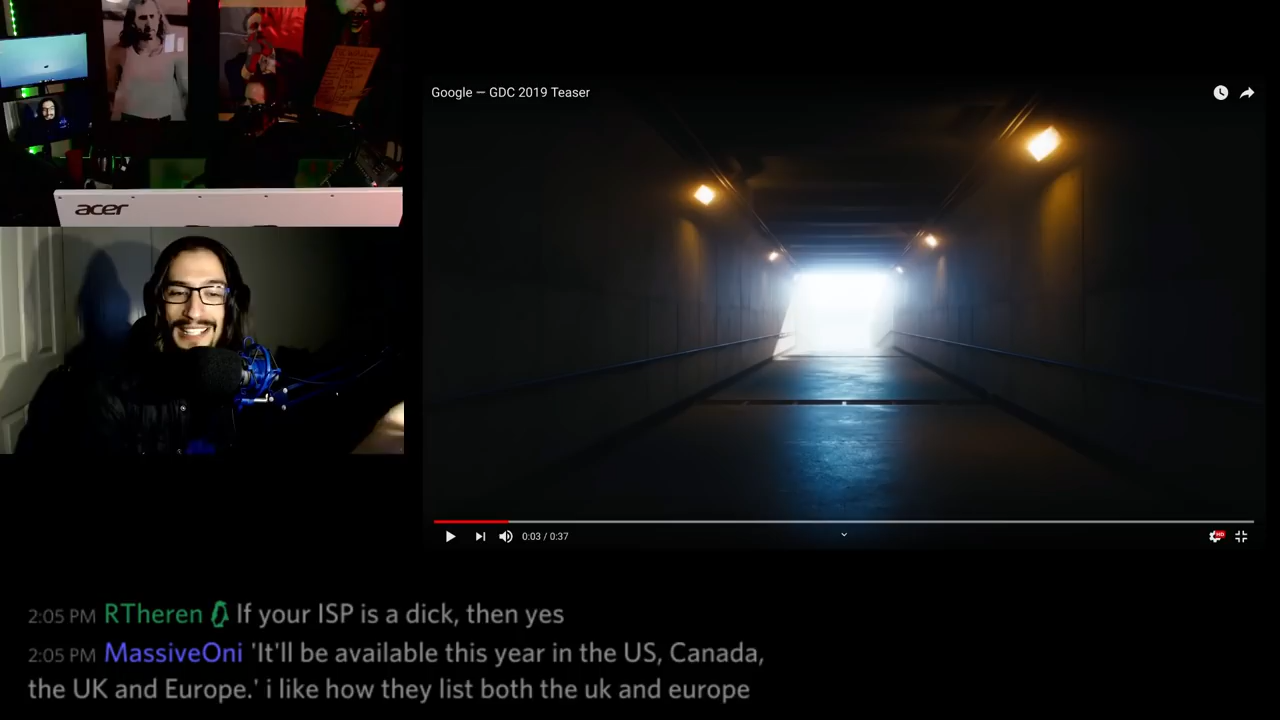 acer
Google — GDC 2019 Teaser
0:03 / 0:37
HD
2:05 PM RTheren If your ISP is a dick, then yes
2:05 PM MassiveOni 'It'll be available this year in the US, Canada,
the UK and Europe.' i like how they list both the uk and europe